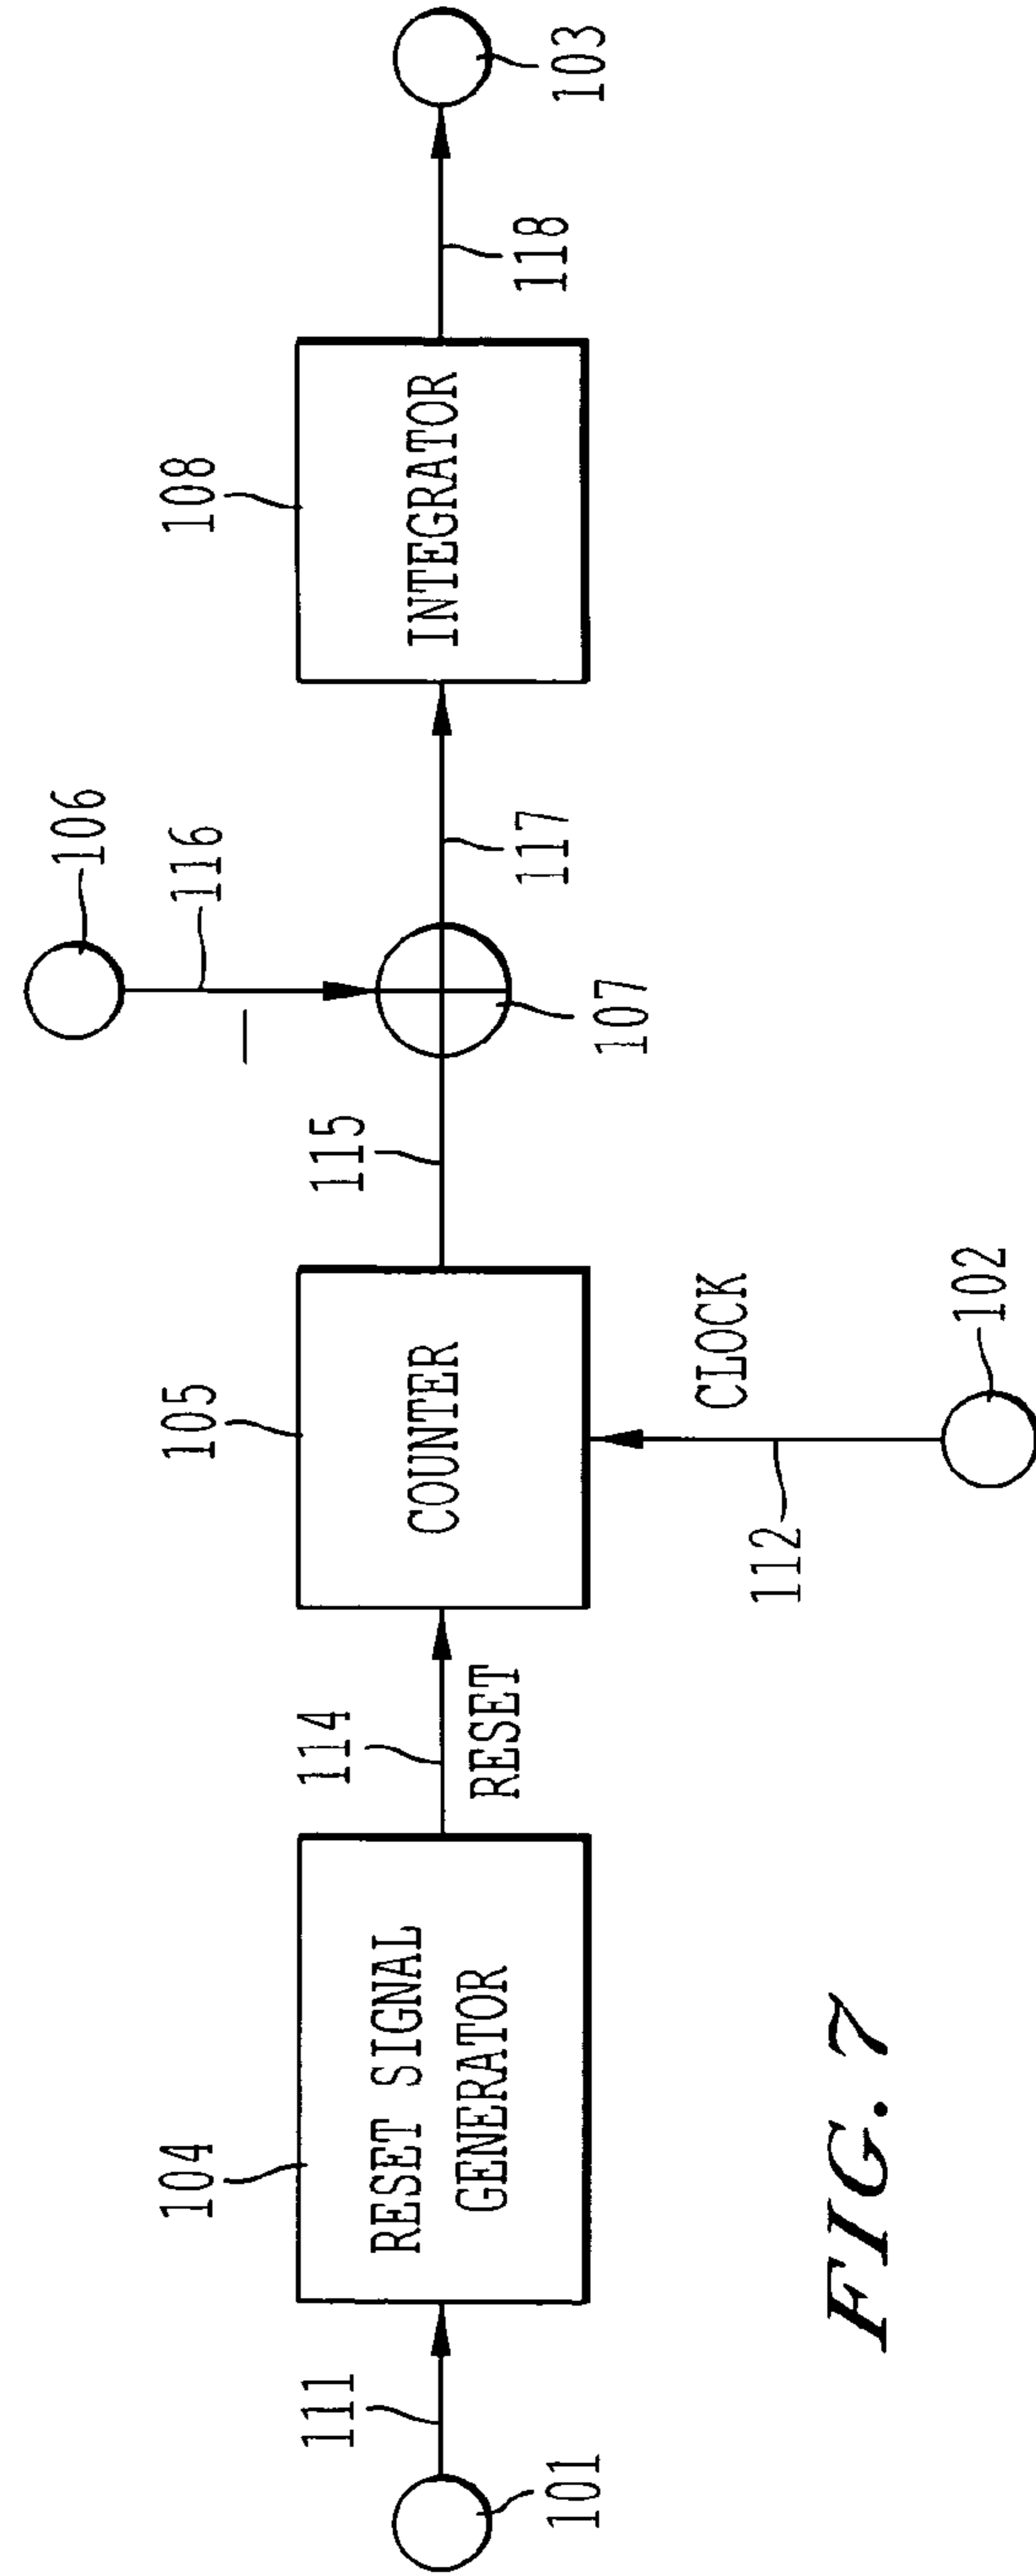 106
116
—
104
114
105
115
108
RESET SIGNAL
GENERATOR
COUNTER
INTEGRATOR
111
RESET
107
117
118
103
101
CLOCK
112
102
FIG. 7